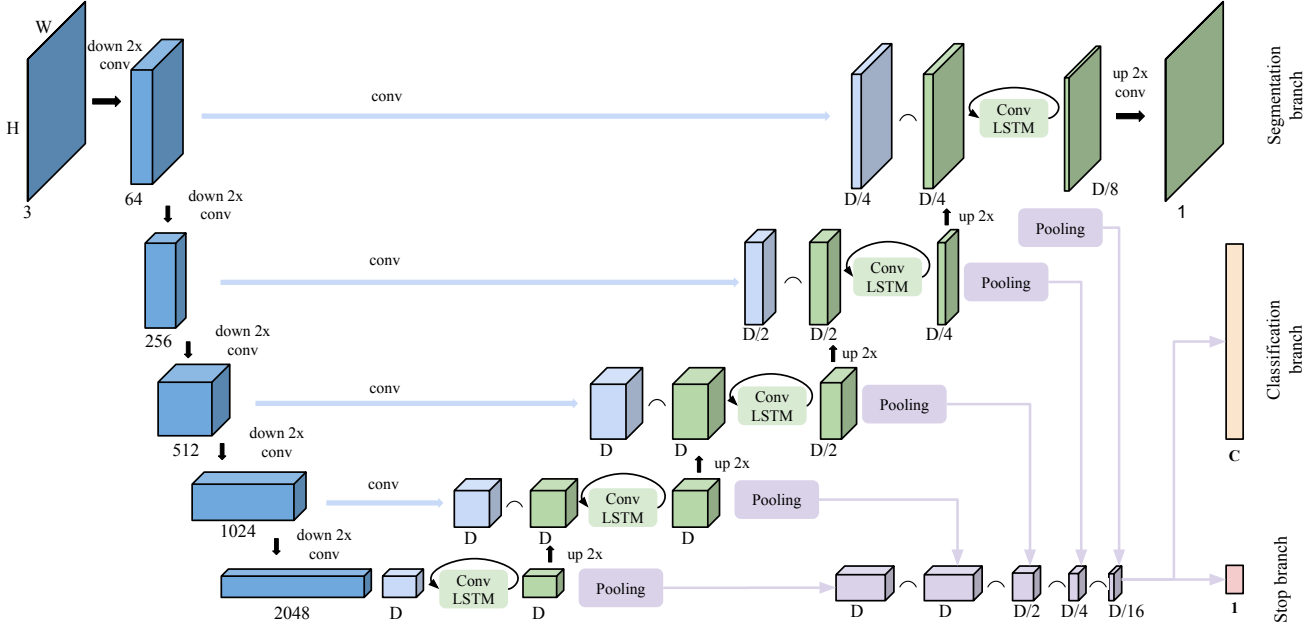 W
down 2x
conv
H
3
64
conv
D/4
D/4
Conv
LSTM
D/8
up 2x
conv
1
Segmentation
branch
down 2x
conv
256
conv
D/2
D/2
Conv
LSTM
D/4
up 2x
Pooling
Pooling
down 2x
conv
512
conv
D
D
Conv
LSTM
D/2
up 2x
Pooling
Classification
branch
C
down 2x
conv
1024
conv
D
D
Conv
LSTM
D
up 2x
Pooling
down 2x
conv
2048
D
Conv
LSTM
D
up 2x
Pooling
D
D
D/2
D/4
D/16
1
Stop branch